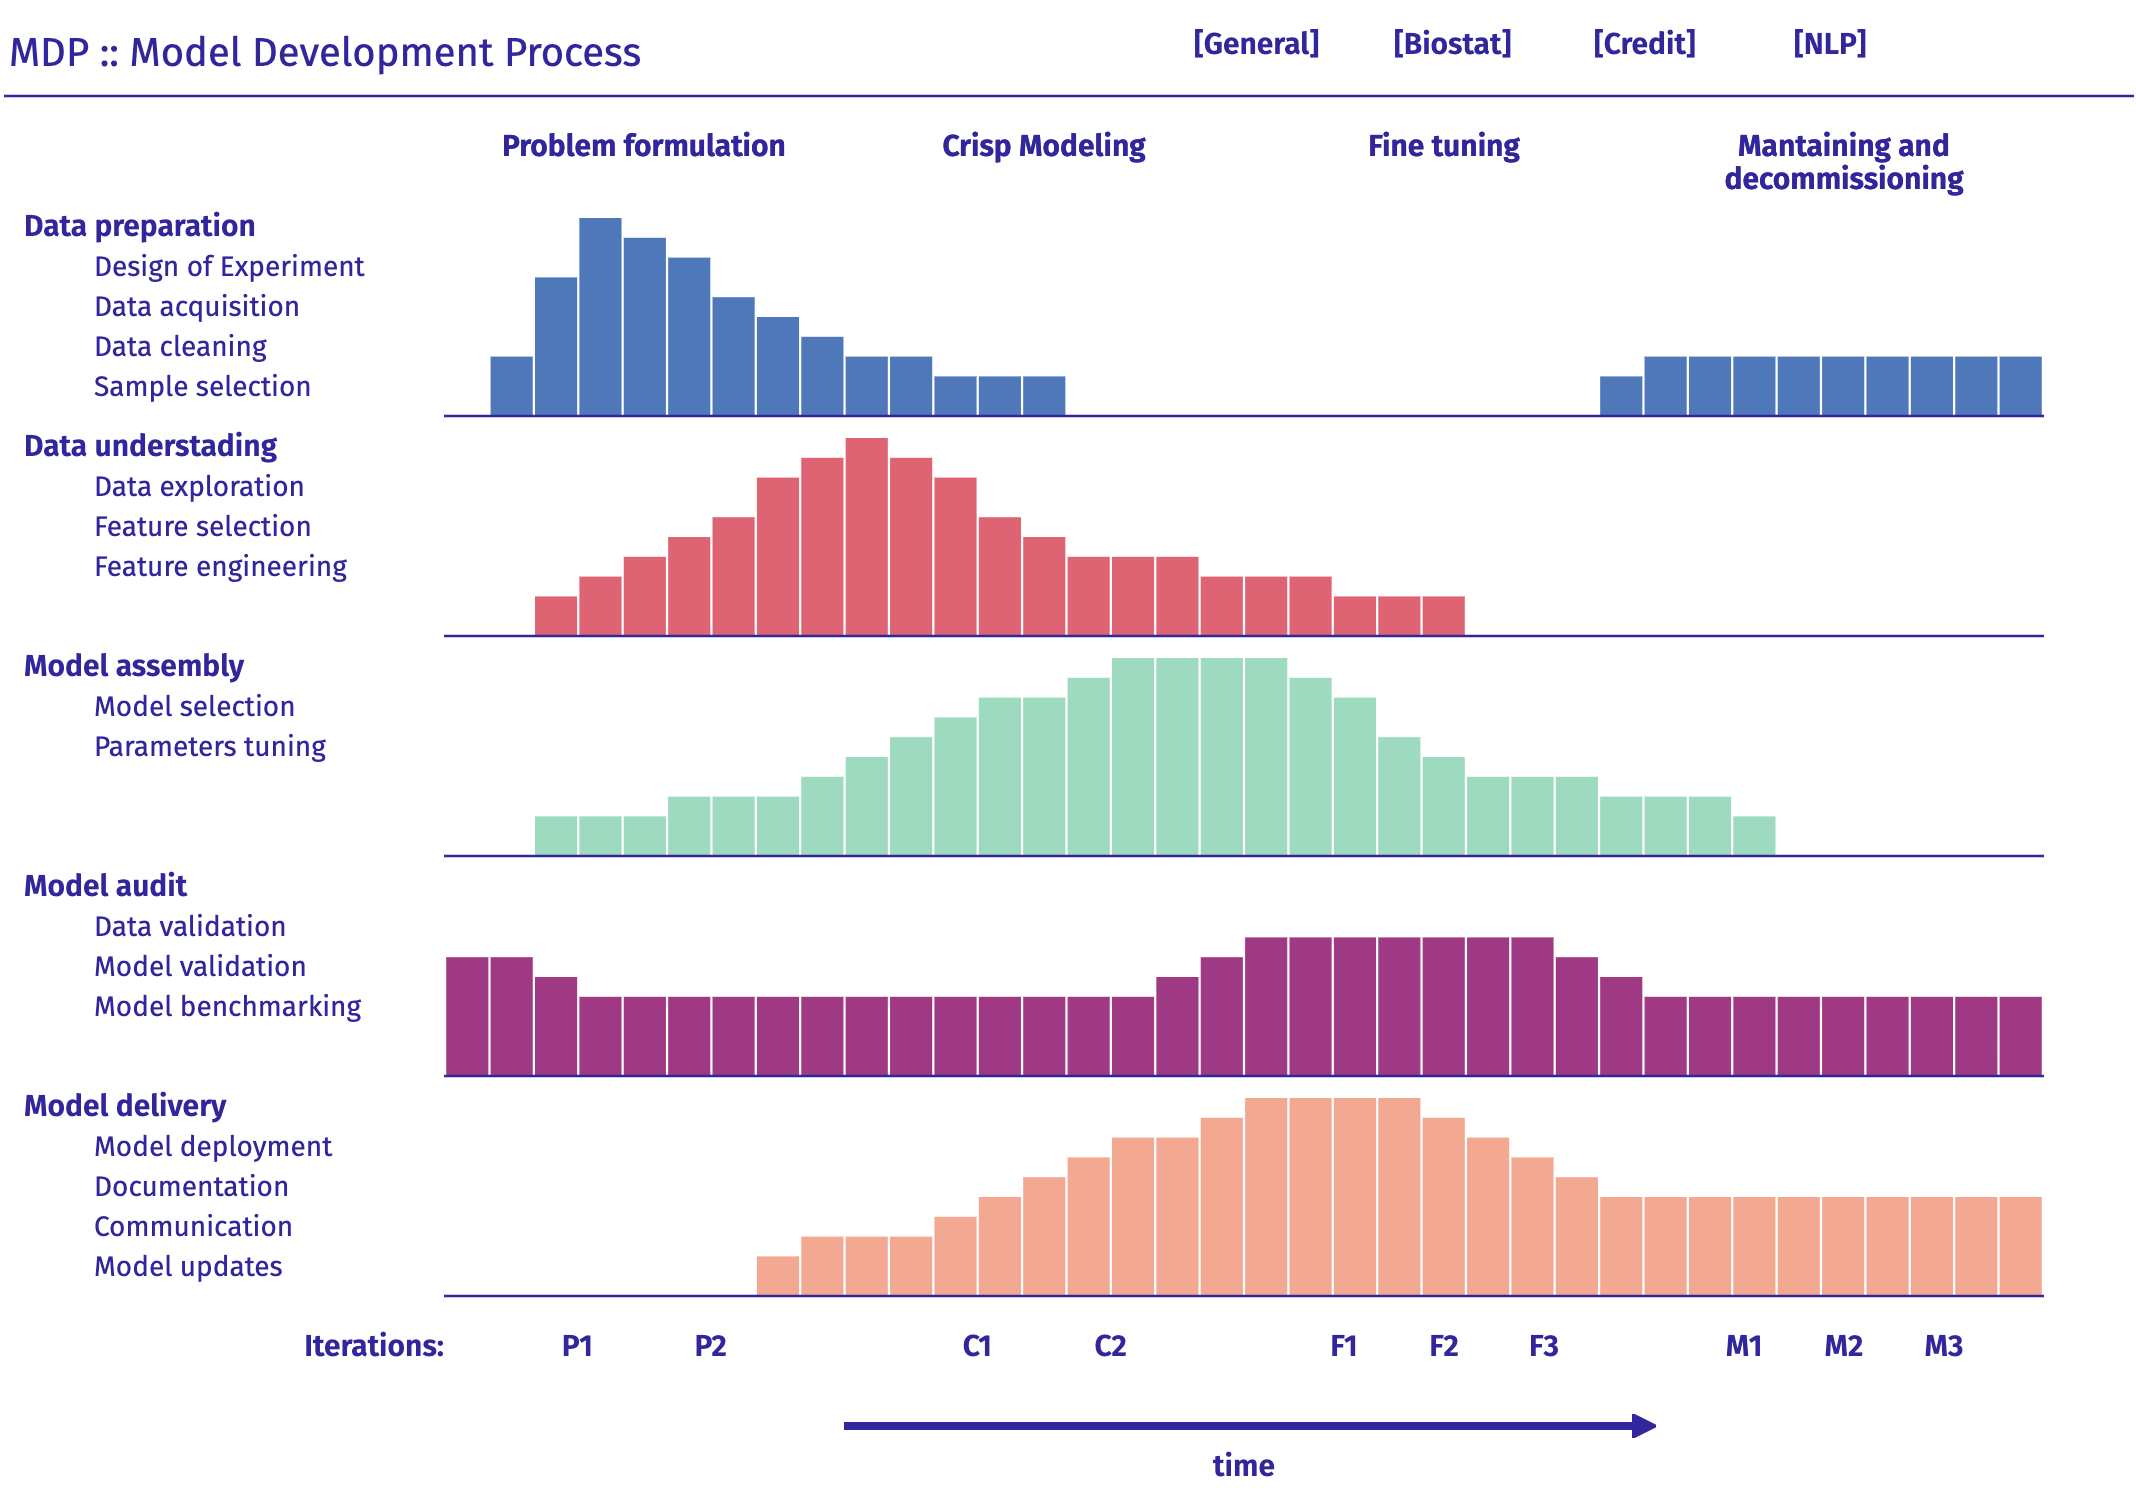 MDP :: Model Development Process
[General] [Biostat] [Credit] [NLP]
Problem formulation
Crisp Modeling
Fine tuning
Mantaining and
decommissioning
Data preparation
Design of Experiment
Data acquisition
Data cleaning
Sample selection
Data understading
Data exploration
Feature selection
Feature engineering
Model assembly
Model selection
Parameters tuning
Model audit
Data validation
Model validation
Model benchmarking
Model delivery
Model deployment
Documentation
Communication
Model updates
Iterations: P1 P2 C1 C2 F1 F2 F3 M1 M2 M3
time